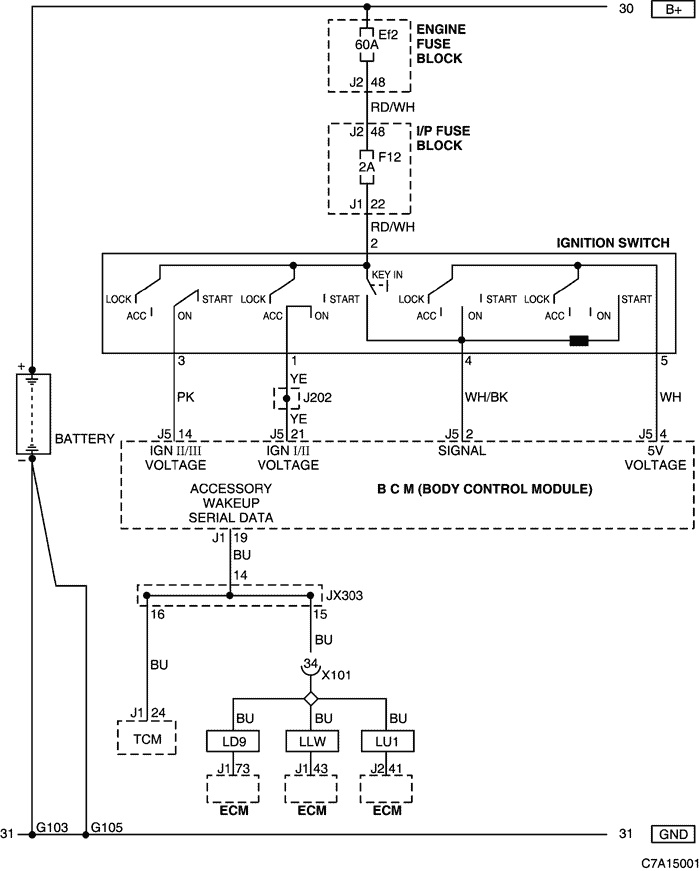 30 B+
Ef2
60A
ENGINE
FUSE
BLOCK
J2 48
RD/WH
J2 48
I/P FUSE
BLOCK
F12
2A
J1 22
RD/WH
2
IGNITION SWITCH
KEY IN
LOCK START LOCK START LOCK START LOCK START
ACC I ON ACC ON ACC I ON ACC I ON
3 1 4 5
+
PK YE WH/BK WH
J202
YE
BATTERY
J5 14 J5 21 J5 2 J5 4
IGN II/III IGN I/II SIGNAL 5V
VOLTAGE VOLTAGE VOLTAGE
-
ACCESSORY
WAKEUP
SERIAL DATA
B C M (BODY CONTROL MODULE)
J1 19
BU
14
JX303
16 15
BU
BU
34
X101
J1 24
TCM
BU BU BU
LD9 LLW LU1
J1 73 J1 43 J2 41
ECM ECM ECM
31 G103 G105 31 GND
C7A15001